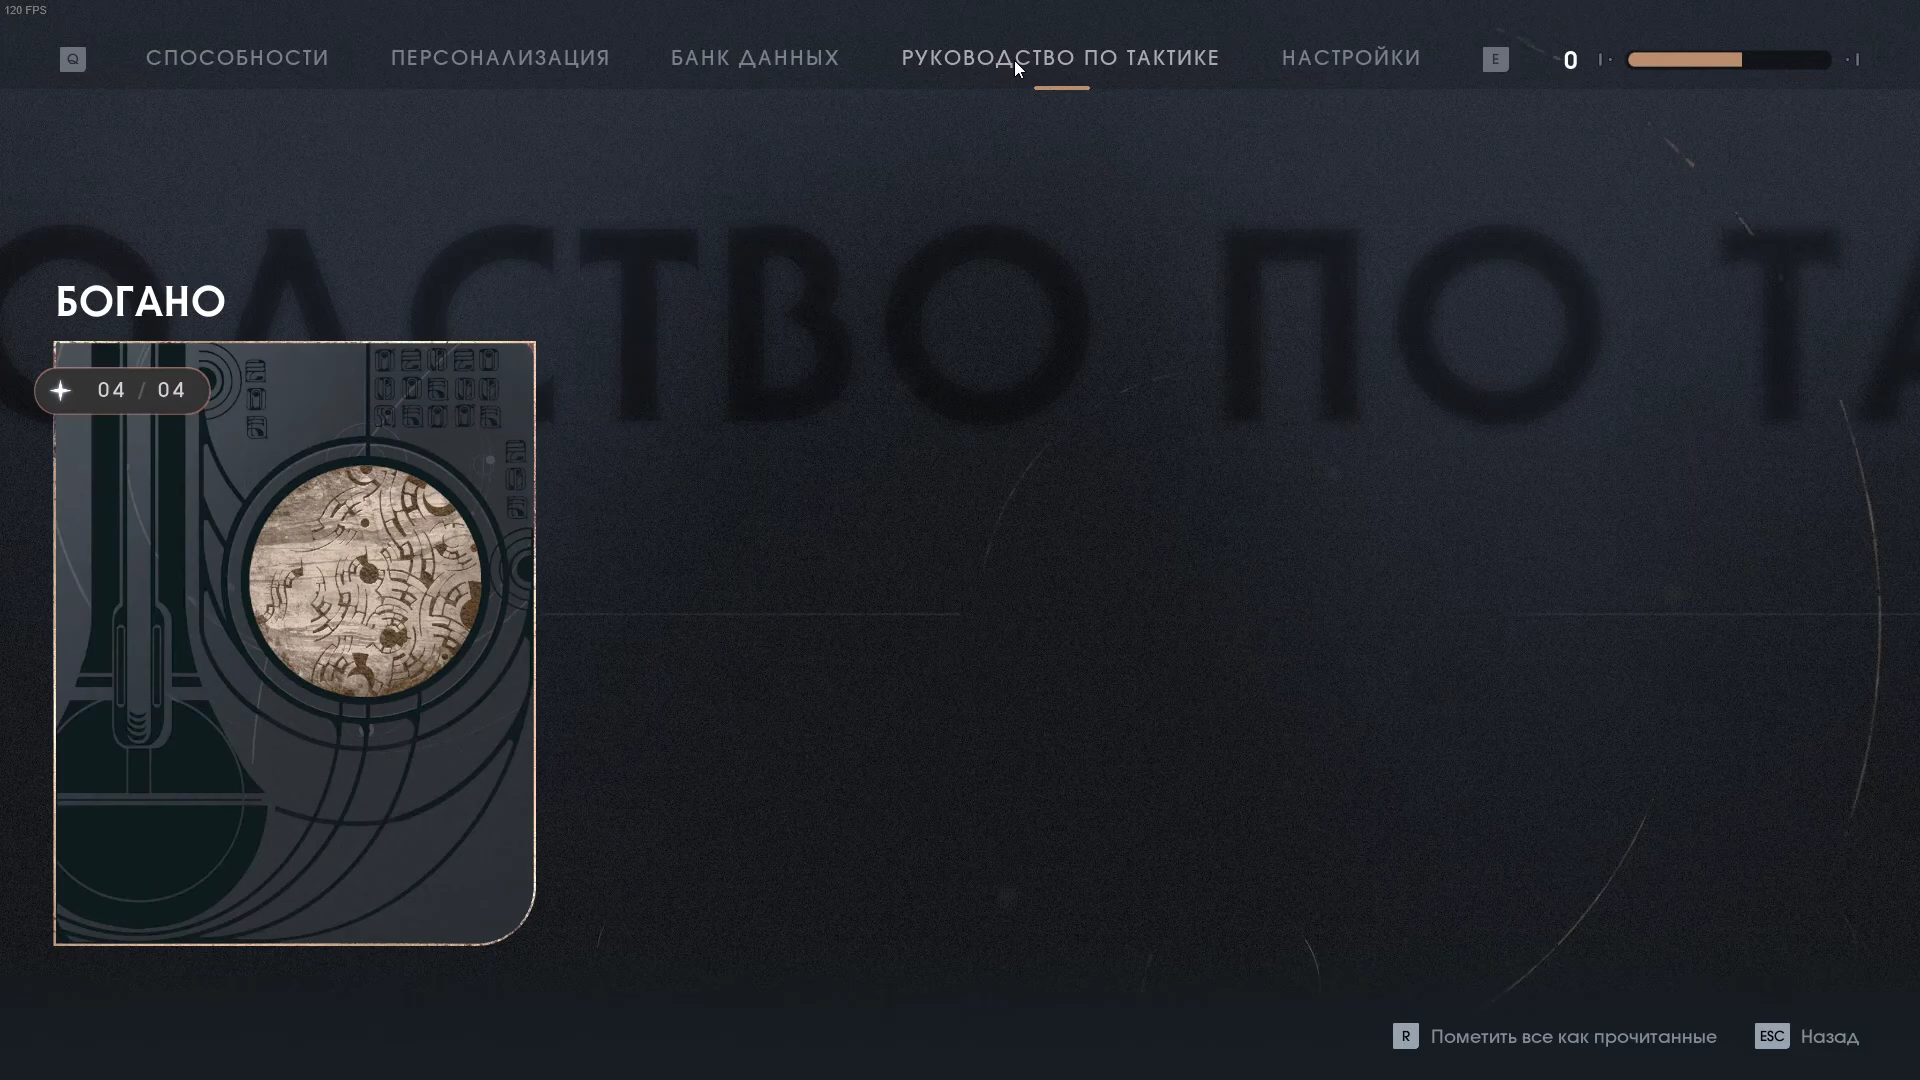 120 FPS
Q СПОСОБНОСТИ ПЕРСОНАЛИЗАЦИЯ БАНК ДАННЫХ РУКОВОДСТВО ПО ТАКТИКЕ НАСТРОЙКИ E 0
ОДСТВО ПО ТА
БОГАНО
04 / 04
R Пометить все как прочитанные ESC Назад